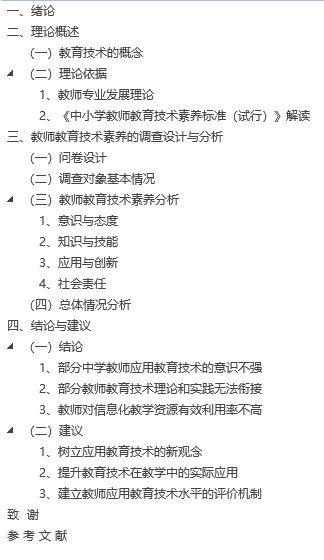 一、绪论
二、理论概述
（一）教育技术的概念
（二）理论依据
1、教师专业发展理论
2、《中小学教师教育技术素养标准（试行）》解读
三、教师教育技术素养的调查设计与分析
（一）问卷设计
（二）调查对象基本情况
（三）教师教育技术素养分析
1、意识与态度
2、知识与技能
3、应用与创新
4、社会责任
（四）总体情况分析
四、结论与建议
（一）结论
1、部分中学教师应用教育技术的意识不强
2、部分教师教育技术理论和实践无法衔接
3、教师对信息化教学资源有效利用率不高
（二）建议
1、树立应用教育技术的新观念
2、提升教育技术在教学中的实际应用
3、建立教师应用教育技术水平的评价机制
致 谢
参 考 文 献